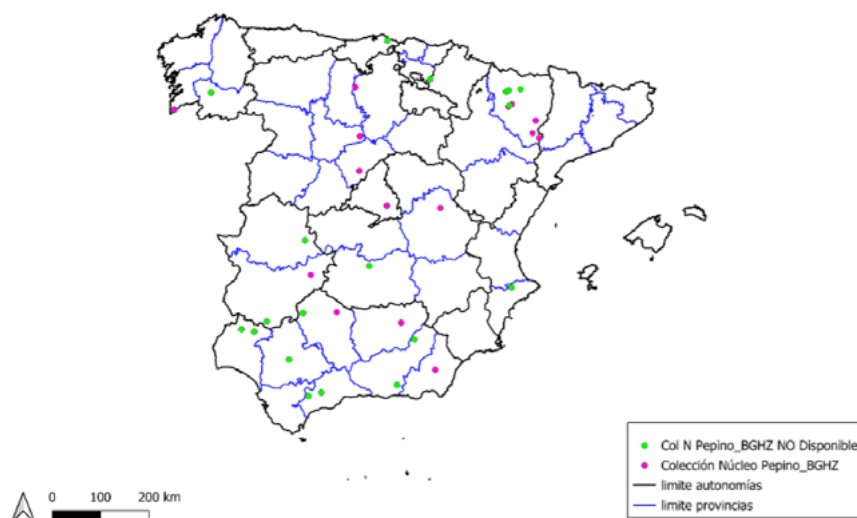 Col N Pepino_BGHZ NO Disponible
Colección Núcleo Pepino_BGHZ
limite autonomías
limite provincias
0 100 200 km